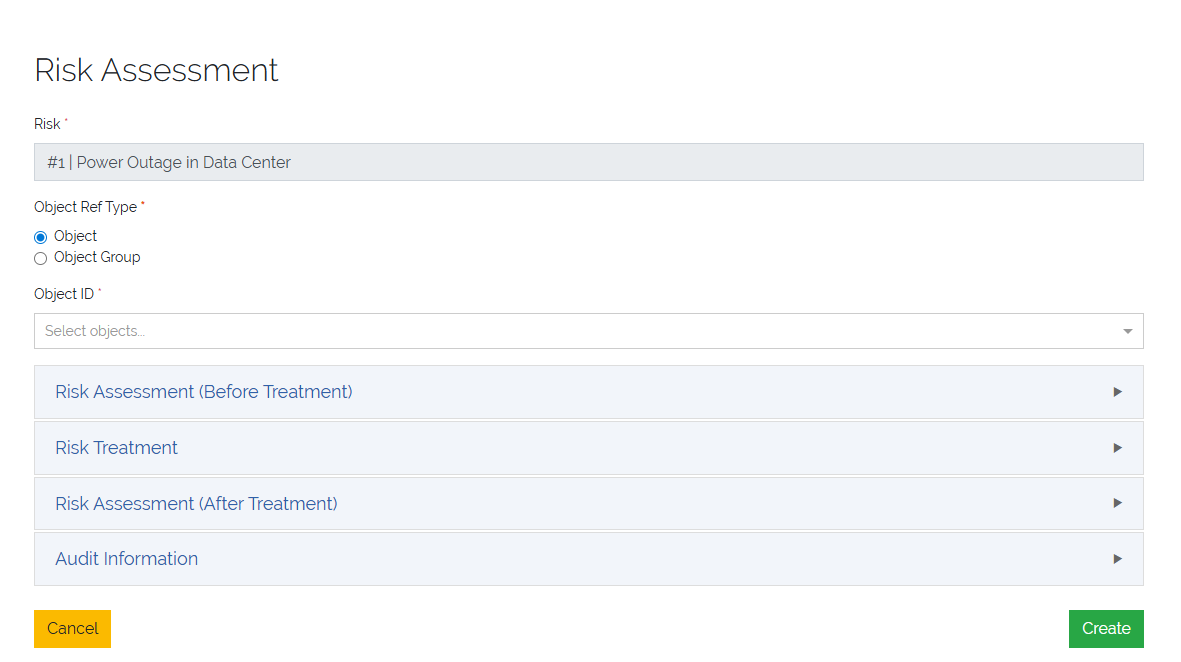 Risk Assessment
Risk *
#1 | Power Outage in Data Center
Object Ref Type *
Object
Object Group
Object ID *
Select objects...
Risk Assessment (Before Treatment)
Risk Treatment
Risk Assessment (After Treatment)
Audit Information
Cancel
Create